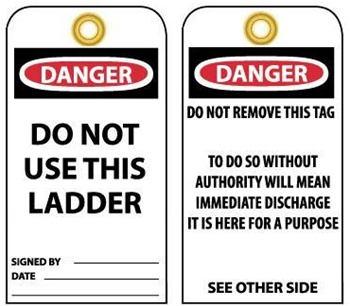 DANGER
DO NOT
USE THIS
LADDER
SIGNED BY
DATE
DANGER
DO NOT REMOVE THIS TAG
TO DO SO WITHOUT
AUTHORITY WILL MEAN
IMMEDIATE DISCHARGE
IT IS HERE FOR A PURPOSE
SEE OTHER SIDE